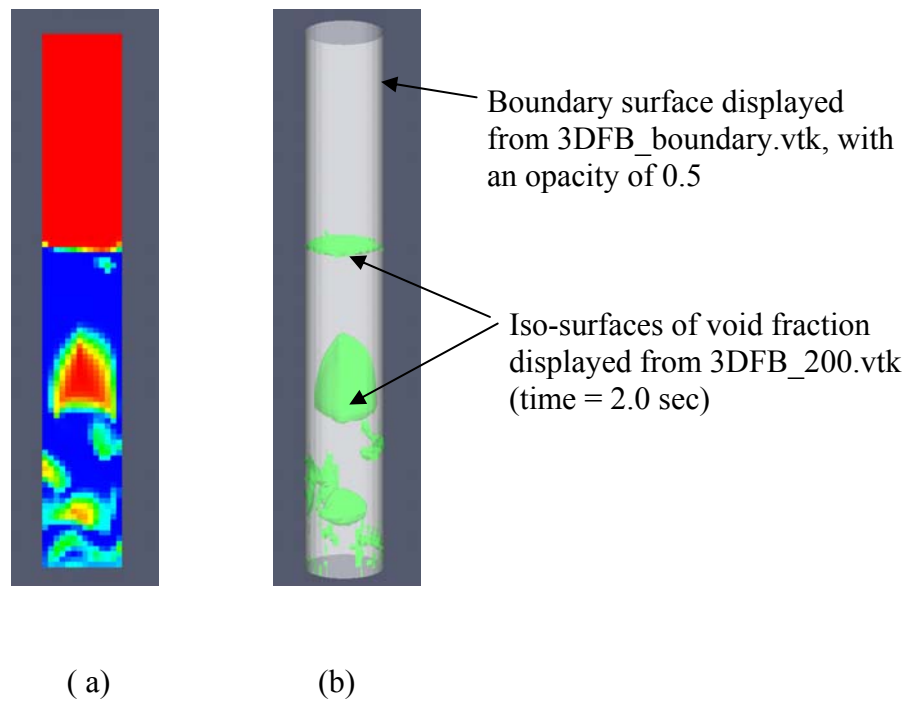 Boundary surface displayed
from 3DFB_boundary.vtk, with
an opacity of 0.5
Iso-surfaces of void fraction
displayed from 3DFB_200.vtk
(time = 2.0 sec)
( a)
(b)